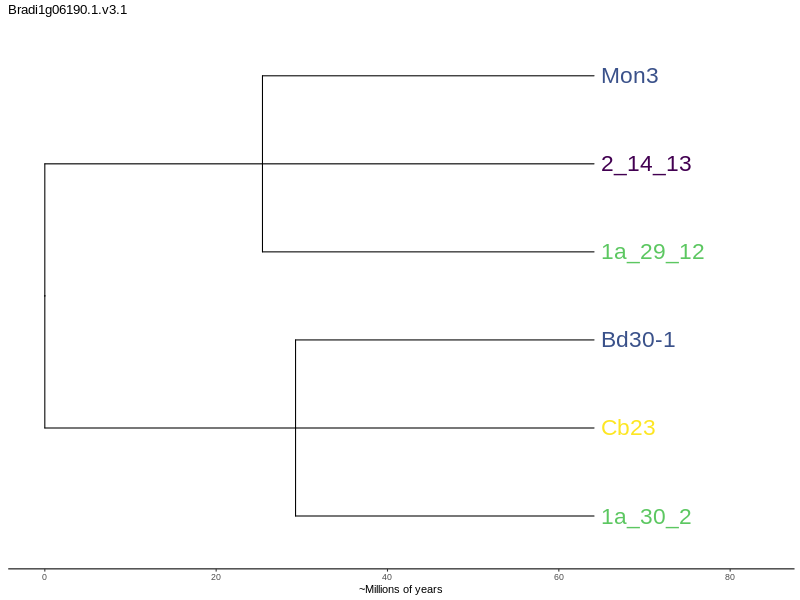 Bradi1g06190.1.v3.1
Mon3
2_14_13
1a_29_12
Bd30-1
Cb23
1a_30_2
0 20 40 60 80
~Millions of years